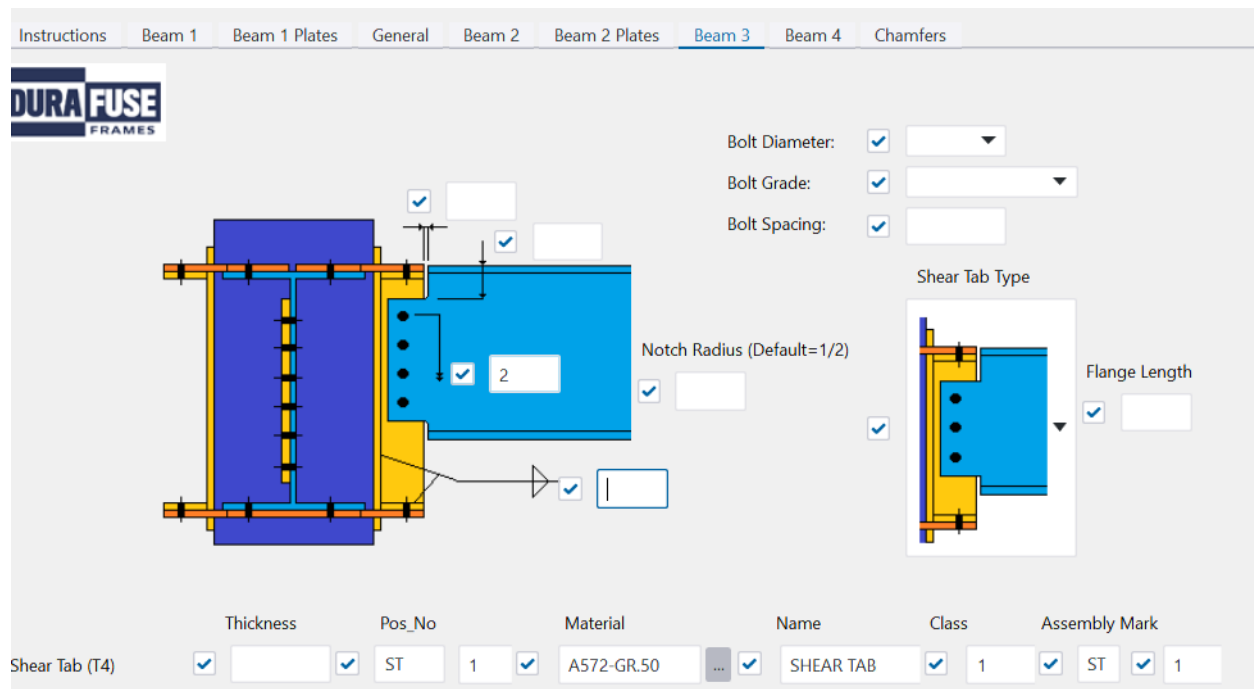 Instructions Beam 1 Beam 1 Plates General Beam 2 Beam 2 Plates Beam 3 Beam 4 Chamfers
DURA FUSE
FRAMES
Bolt Diameter:
Bolt Grade:
Bolt Spacing:
Shear Tab Type
Notch Radius (Default=1/2)
Flange Length
2
Thickness Pos_No Material Name Class Assembly Mark
Shear Tab (T4) ST 1 A572-GR.50 ... SHEAR TAB 1 ST 1